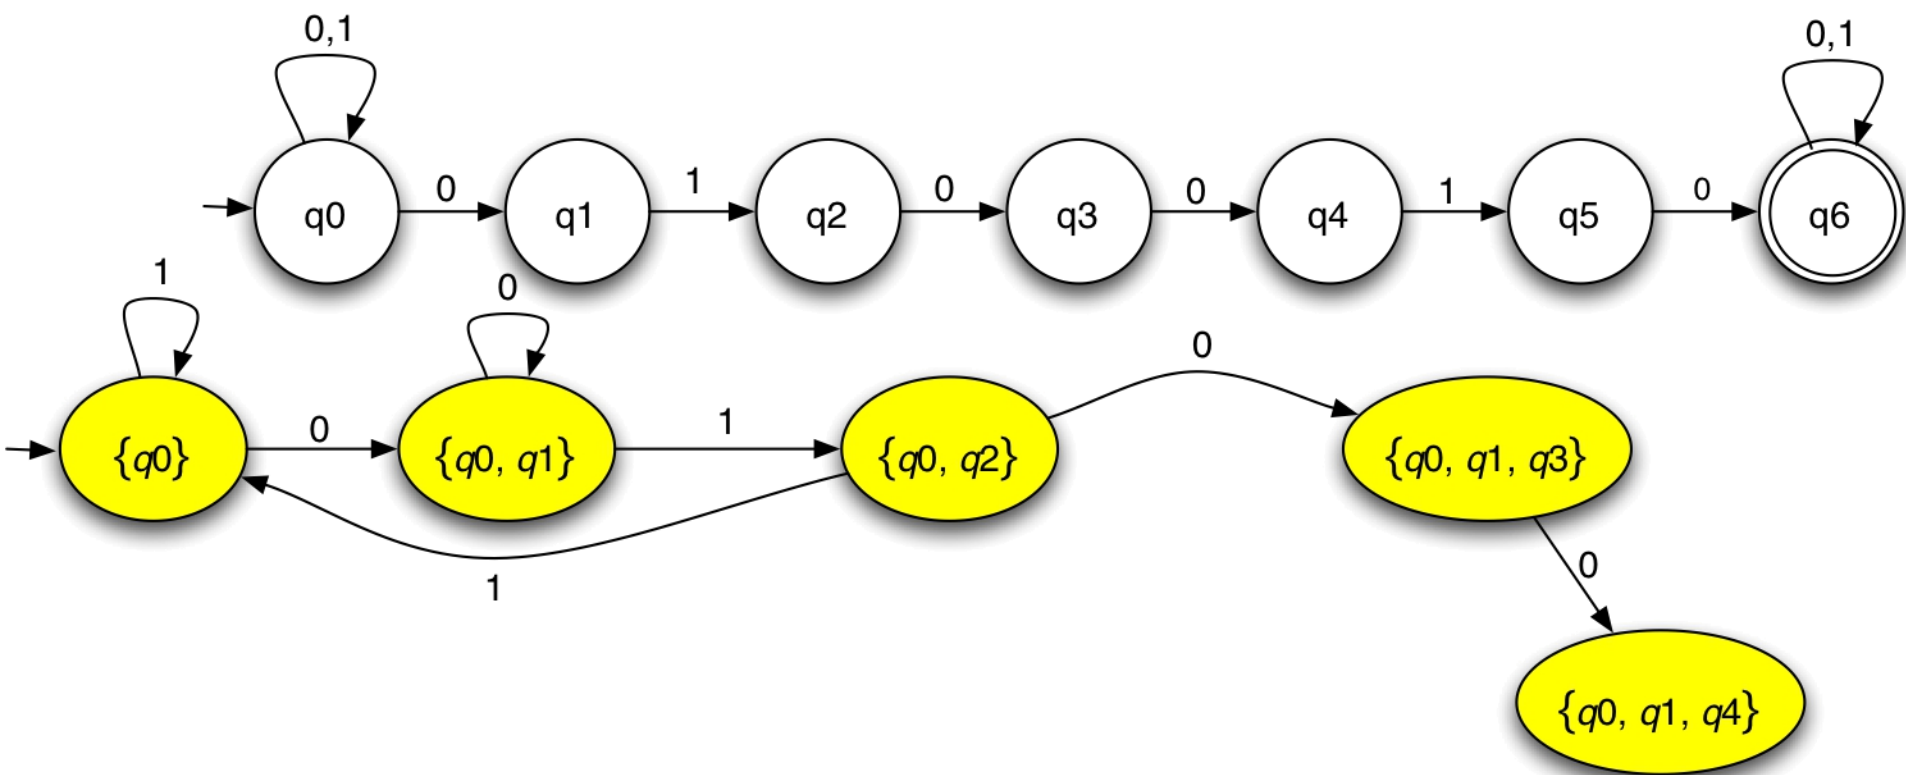 0,1 0,1
q0 0 q1 1 q2 0 q3 0 q4 1 q5 0 q6
1 0
0
{q0} 0 {q0, q1} 1 {q0, q2} {q0, q1, q3}
1 0
{q0, q1, q4}